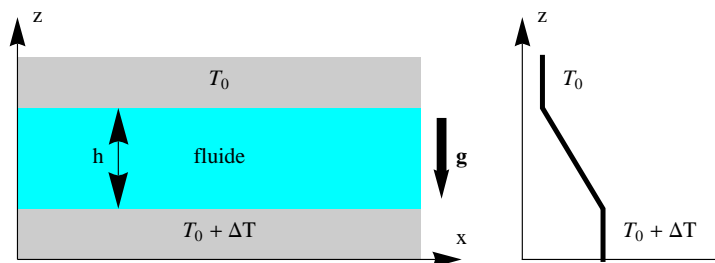 z
T₀
h
fluide
g
T₀ + ΔT
x
z
T₀
T₀ + ΔT